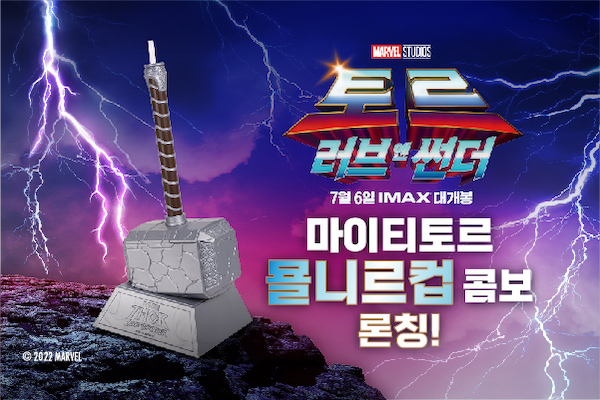 MARVEL STUDIOS
토르
러브 앤 썬더
7월 6일 IMAX 대개봉
마이티토르
묠니르컵 콤보
론칭!
© 2022 MARVEL